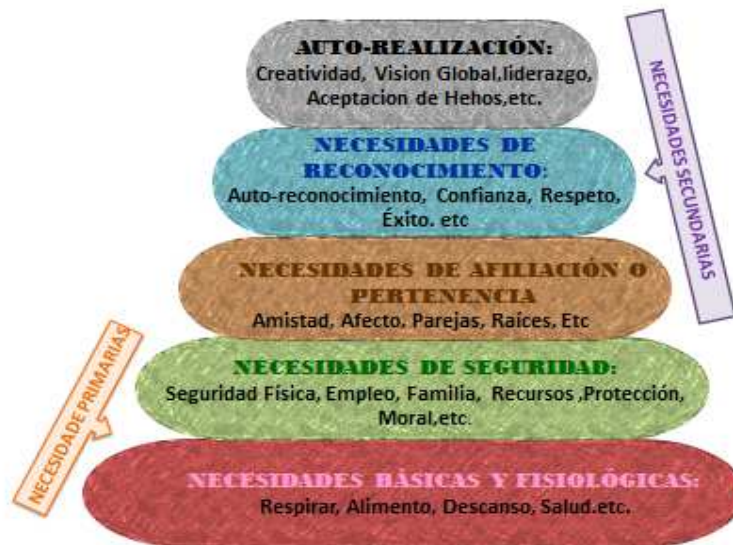 AUTO-REALIZACIÓN:
Creatividad, Vision Global,liderazgo,
Aceptacion de Hehos,etc.
NECESIDADES DE
RECONOCIMIENTO:
Auto-reconocimiento, Confianza, Respeto,
Éxito. etc
NECESIDADES DE AFILIACIÓN O
PERTENENCIA
Amistad, Afecto, Parejas, Raíces, Etc
NECESIDADES DE SEGURIDAD:
Seguridad Física, Empleo, Familia, Recursos ,Protección,
Moral,etc.
NECESIDADES BÀSICAS Y FISIOLÓGICAS:
Respirar, Alimento, Descanso, Salud.etc.
NECESIDADES SECUNDARIAS
NECESIDADE PRIMARIAS